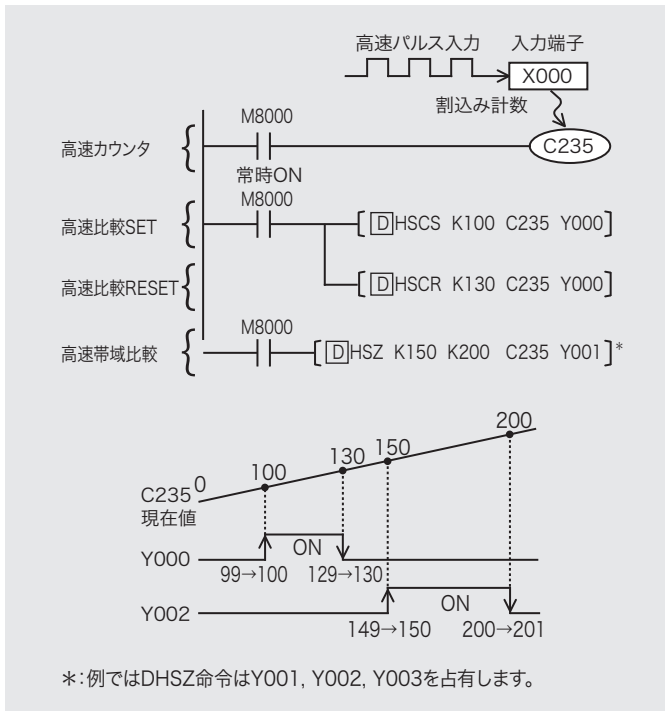 高速パルス入力 入力端子
X000
割込み計数
M8000
高速カウンタ
C235
常時ON
M8000
高速比較SET
[DHSCS K100 C235 Y000]
高速比較RESET
[DHSCR K130 C235 Y000]
M8000
高速帯域比較
[DHSZ K150 K200 C235 Y001]*
200
150
130
100
0
C235
現在値
ON
Y000
99→100 129→130
ON
Y002
149→150 200→201
*:例ではDHSZ命令はY001, Y002, Y003を占有します。